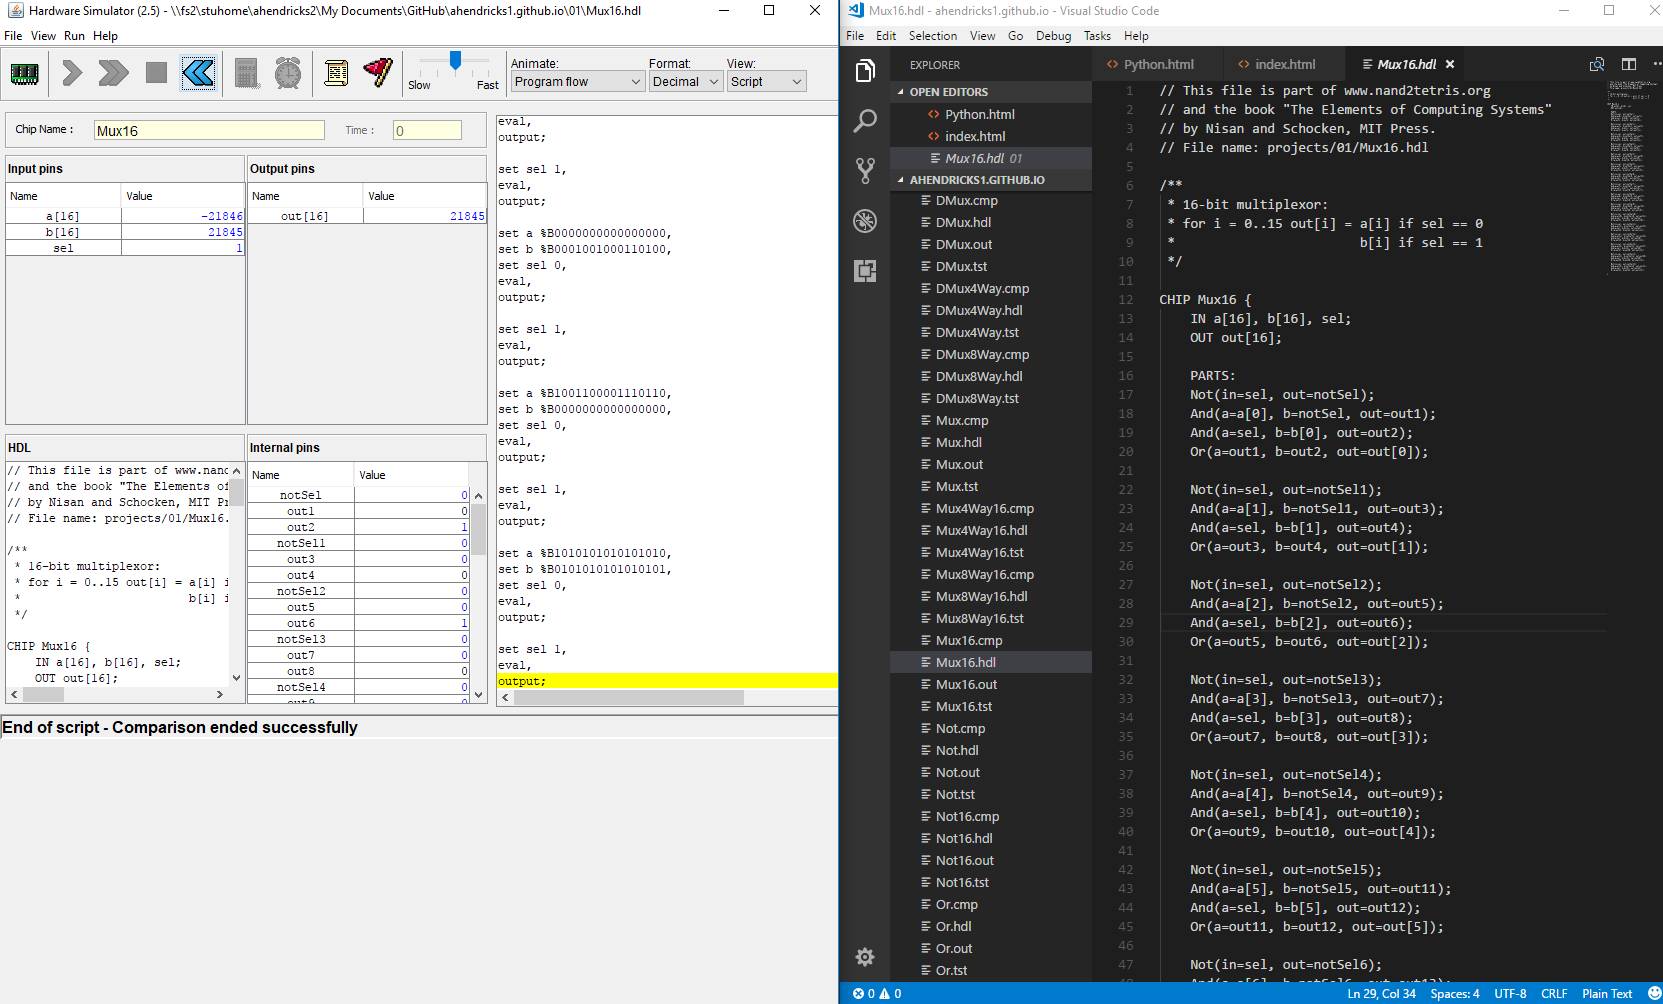 Hardware Simulator (2.5) - \\fs2\stuhome\ahendricks2\My Documents\GitHub\ahendricks1.github.io\01\Mux16.hdl
File View Run Help
Slow
Fast
Animate:
Program flow
Format:
Decimal
View:
Script
Chip Name :
Mux16
Time :
0
Input pins
Name Value
a[16] -21846
b[16] 21845
sel 1
Output pins
Name Value
out[16] 21845
HDL
// This file is part of www.nand
// and the book "The Elements of
// by Nisan and Schocken, MIT Pr
// File name: projects/01/Mux16.
/**
* 16-bit multiplexor:
* for i = 0..15 out[i] = a[i] i
* b[i] i
*/
CHIP Mux16 {
IN a[16], b[16], sel;
OUT out[16];
Internal pins
Name Value
notSel 0
out1 0
out2 1
notSel1 0
out3 0
out4 0
notSel2 0
out5 0
out6 1
notSel3 0
out7 0
out8 0
notSel4 0
out9 0
eval,
output;
set sel 1,
eval,
output;
set a %B0000000000000000,
set b %B0001001000110100,
set sel 0,
eval,
output;
set sel 1,
eval,
output;
set a %B1001100001110110,
set b %B0000000000000000,
set sel 0,
eval,
output;
set sel 1,
eval,
output;
set a %B1010101010101010,
set b %B0101010101010101,
set sel 0,
eval,
output;
set sel 1,
eval,
output;
End of script - Comparison ended successfully
Mux16.hdl - ahendricks1.github.io - Visual Studio Code
File Edit Selection View Go Debug Tasks Help
EXPLORER
OPEN EDITORS
Python.html
index.html
Mux16.hdl 01
AHENDRICKS1.GITHUB.IO
DMux.cmp
DMux.hdl
DMux.out
DMux.tst
DMux4Way.cmp
DMux4Way.hdl
DMux4Way.tst
DMux8Way.cmp
DMux8Way.hdl
DMux8Way.tst
Mux.cmp
Mux.hdl
Mux.out
Mux.tst
Mux4Way16.cmp
Mux4Way16.hdl
Mux4Way16.tst
Mux8Way16.cmp
Mux8Way16.hdl
Mux8Way16.tst
Mux16.cmp
Mux16.hdl
Mux16.out
Mux16.tst
Not.cmp
Not.hdl
Not.out
Not.tst
Not16.cmp
Not16.hdl
Not16.out
Not16.tst
Or.cmp
Or.hdl
Or.out
Or.tst
Python.html index.html Mux16.hdl
1 // This file is part of www.nand2tetris.org
2 // and the book "The Elements of Computing Systems"
3 // by Nisan and Schocken, MIT Press.
4 // File name: projects/01/Mux16.hdl
5
6 /**
7 * 16-bit multiplexor:
8 * for i = 0..15 out[i] = a[i] if sel == 0
9 * b[i] if sel == 1
10 */
11
12 CHIP Mux16 {
13 IN a[16], b[16], sel;
14 OUT out[16];
15
16 PARTS:
17 Not(in=sel, out=notSel);
18 And(a=a[0], b=notSel, out=out1);
19 And(a=sel, b=b[0], out=out2);
20 Or(a=out1, b=out2, out=out[0]);
21
22 Not(in=sel, out=notSel1);
23 And(a=a[1], b=notSel1, out=out3);
24 And(a=sel, b=b[1], out=out4);
25 Or(a=out3, b=out4, out=out[1]);
26
27 Not(in=sel, out=notSel2);
28 And(a=a[2], b=notSel2, out=out5);
29 And(a=sel, b=b[2], out=out6);
30 Or(a=out5, b=out6, out=out[2]);
31
32 Not(in=sel, out=notSel3);
33 And(a=a[3], b=notSel3, out=out7);
34 And(a=sel, b=b[3], out=out8);
35 Or(a=out7, b=out8, out=out[3]);
36
37 Not(in=sel, out=notSel4);
38 And(a=a[4], b=notSel4, out=out9);
39 And(a=sel, b=b[4], out=out10);
40 Or(a=out9, b=out10, out=out[4]);
41
42 Not(in=sel, out=notSel5);
43 And(a=a[5], b=notSel5, out=out11);
44 And(a=sel, b=b[5], out=out12);
45 Or(a=out11, b=out12, out=out[5]);
46
47 Not(in=sel, out=notSel6);
0 0
Ln 29, Col 34 Spaces: 4 UTF-8 CRLF Plain Text